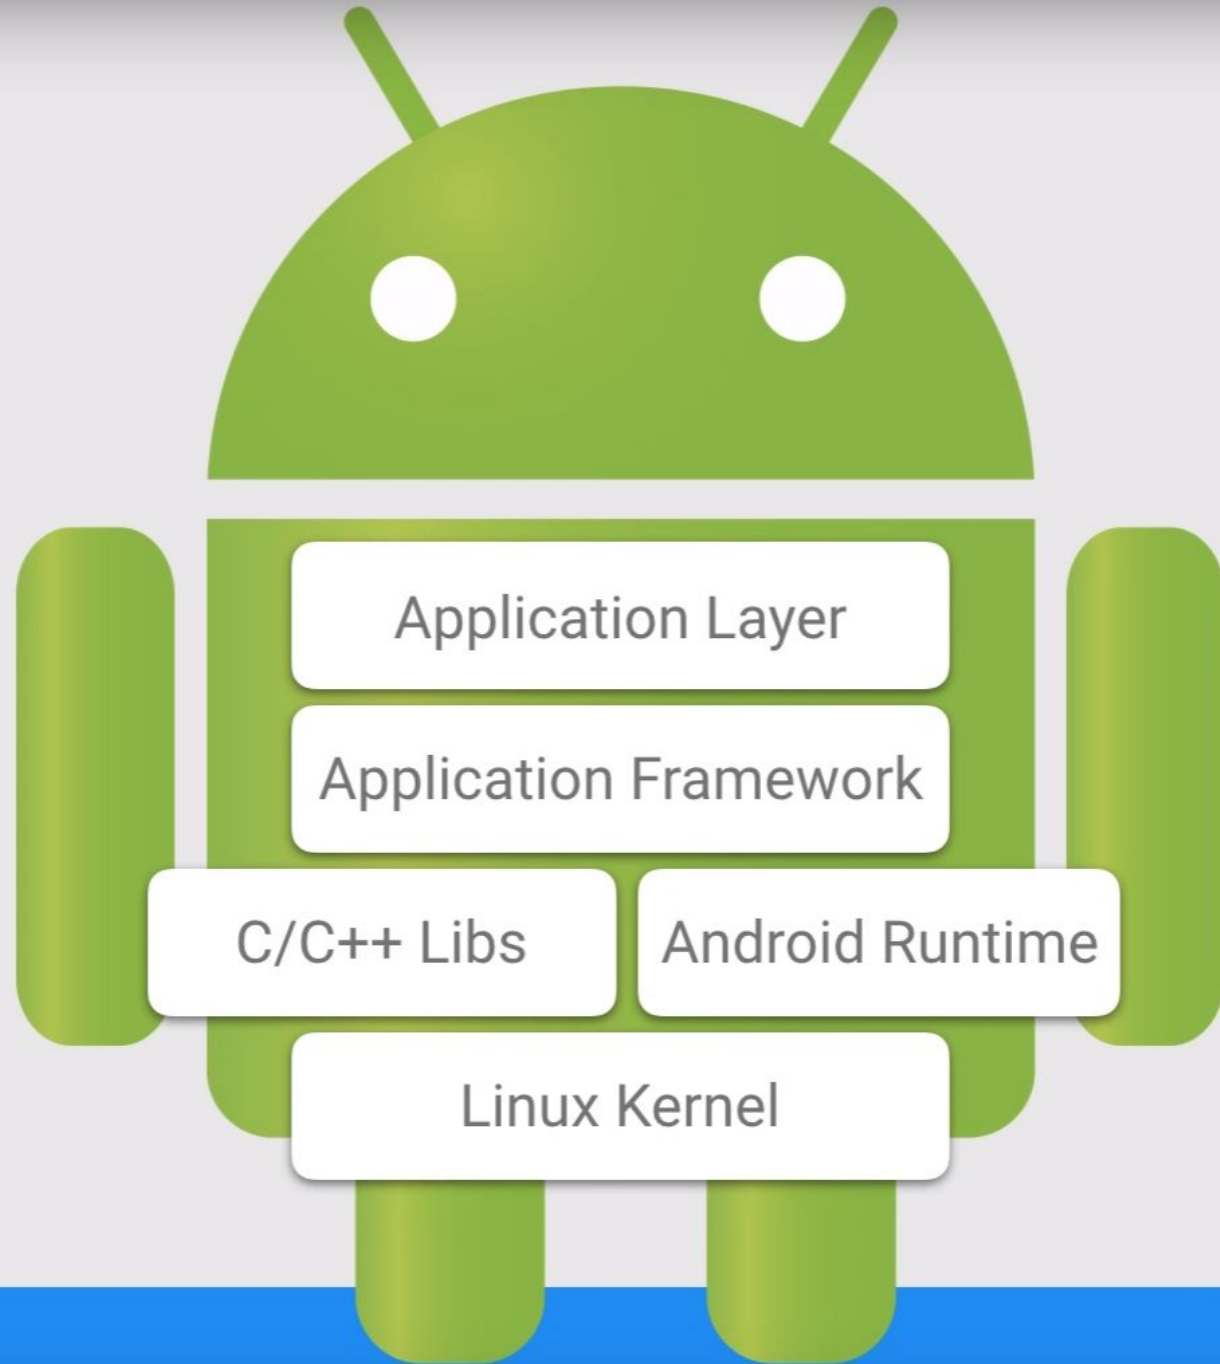 Application Layer
Application Framework
C/C++ Libs
Android Runtime
Linux Kernel